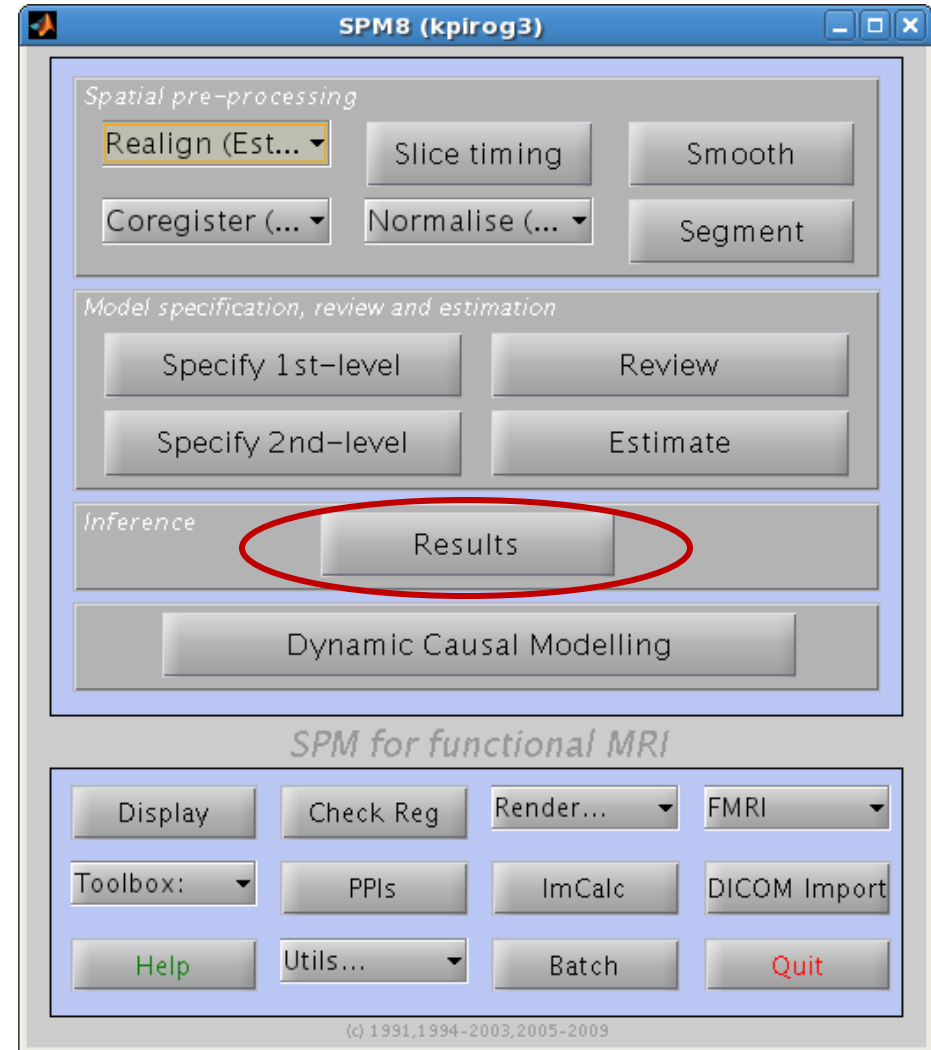 SPM8 (kpirog3)
Spatial pre-processing
Realign (Est... Slice timing Smooth
Coregister (... Normalise (... Segment
Model specification, review and estimation
Specify 1st-level Review
Specify 2nd-level Estimate
Inference
Results
Dynamic Causal Modelling
SPM for functional MRI
Display Check Reg Render... FMRI
Toolbox: PPIs ImCalc DICOM Import
Help Utils... Batch Quit
(c) 1991,1994-2003,2005-2009